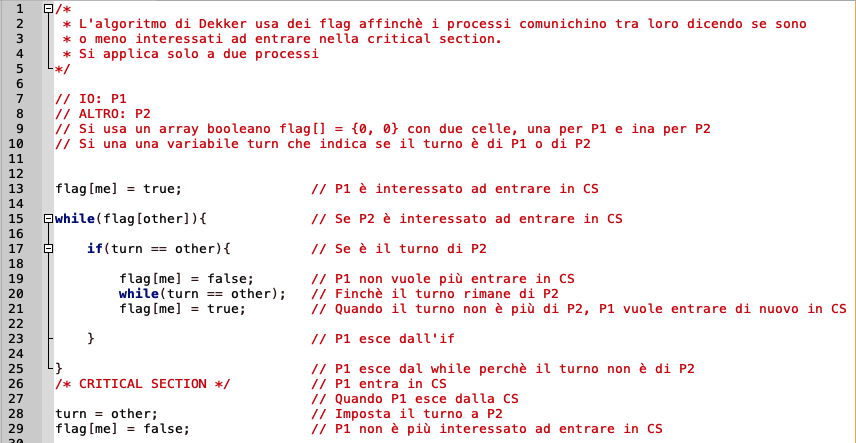 1 /*
2 * L'algoritmo di Dekker usa dei flag affinchè i processi comunichino tra loro dicendo se sono
3 * o meno interessati ad entrare nella critical section.
4 * Si applica solo a due processi
5 */
6
7 // IO: P1
8 // ALTRO: P2
9 // Si usa un array booleano flag[] = {0, 0} con due celle, una per P1 e ina per P2
10 // Si una una variabile turn che indica se il turno è di P1 o di P2
11
12
13 flag[me] = true; // P1 è interessato ad entrare in CS
14
15 while(flag[other]){ // Se P2 è interessato ad entrare in CS
16
17 if(turn == other){ // Se è il turno di P2
18
19 flag[me] = false; // P1 non vuole più entrare in CS
20 while(turn == other); // Finchè il turno rimane di P2
21 flag[me] = true; // Quando il turno non è più di P2, P1 vuole entrare di nuovo in CS
22
23 } // P1 esce dall'if
24
25 } // P1 esce dal while perchè il turno non è di P2
26 /* CRITICAL SECTION */ // P1 entra in CS
27 // Quando P1 esce dalla CS
28 turn = other; // Imposta il turno a P2
29 flag[me] = false; // P1 non è più interessato ad entrare in CS